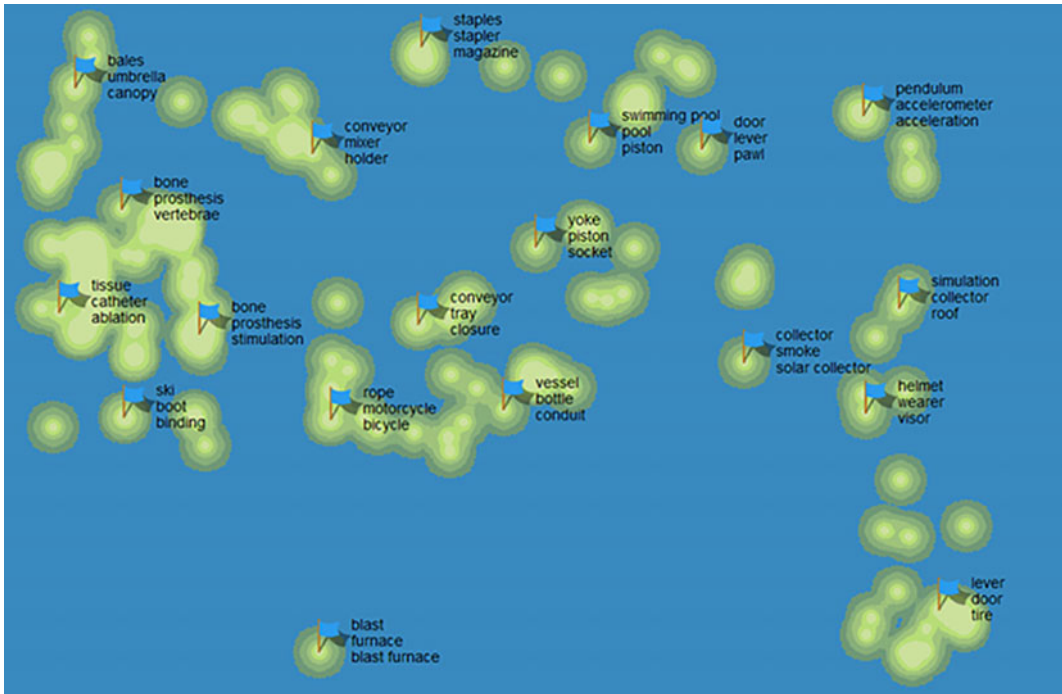 staples
stapler
magazine
bales
umbrella
canopy
pendulum
accelerometer
acceleration
swimming pool
pool
piston
door
lever
pawl
conveyor
mixer
holder
bone
prosthesis
vertebrae
yoke
piston
socket
tissue
catheter
ablation
bone
prosthesis
stimulation
conveyor
tray
closure
simulation
collector
roof
collector
smoke
solar collector
ski
boot
binding
rope
motorcycle
bicycle
vessel
bottle
conduit
helmet
wearer
visor
lever
door
tire
blast
furnace
blast furnace